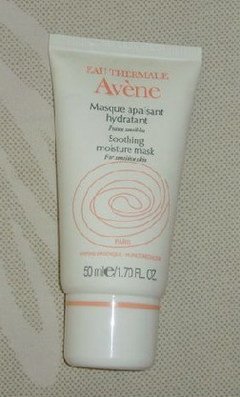 EAU THERMALE
Avène
Masque apaisant
hydratant
Peaux sensibles
Soothing
moisture mask
For sensitive skin
PARIS
50 ml e/1.70 FL. OZ.